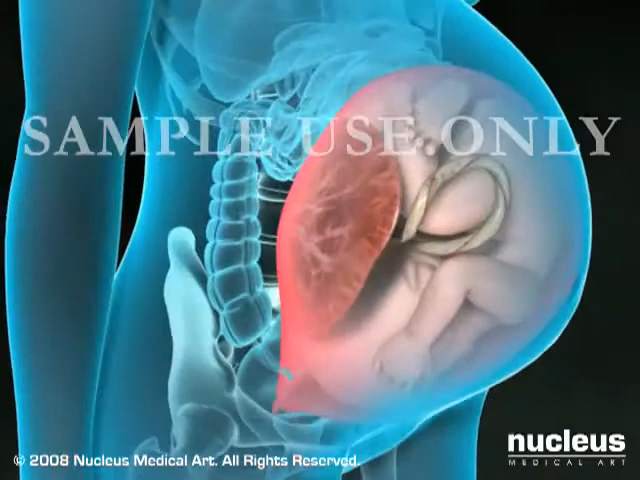 SAMPLE USE ONLY
© 2008 Nucleus Medical Art. All Rights Reserved.
nucleus
MEDICAL ART